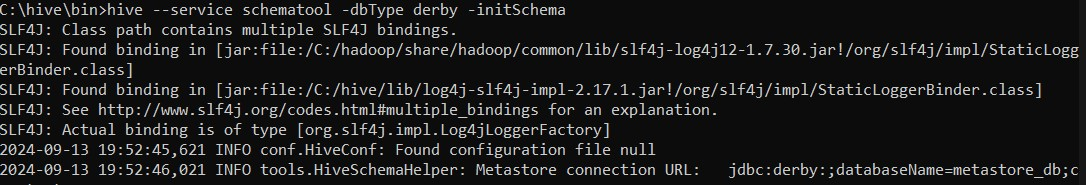 C:\hive\bin>hive --service schematool -dbType derby -initSchema
SLF4J: Class path contains multiple SLF4J bindings.
SLF4J: Found binding in [jar:file:/C:/hadoop/share/hadoop/common/lib/slf4j-log4j12-1.7.30.jar!/org/slf4j/impl/StaticLogg
erBinder.class]
SLF4J: Found binding in [jar:file:/C:/hive/lib/log4j-slf4j-impl-2.17.1.jar!/org/slf4j/impl/StaticLoggerBinder.class]
SLF4J: See http://www.slf4j.org/codes.html#multiple_bindings for an explanation.
SLF4J: Actual binding is of type [org.slf4j.impl.Log4jLoggerFactory]
2024-09-13 19:52:45,621 INFO conf.HiveConf: Found configuration file null
2024-09-13 19:52:46,021 INFO tools.HiveSchemaHelper: Metastore connection URL:   jdbc:derby:;databaseName=metastore_db;c